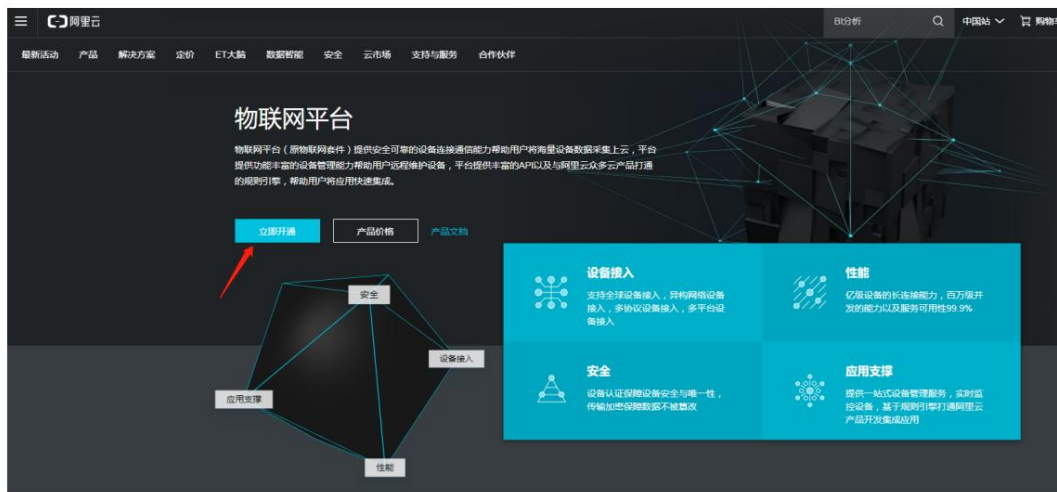 阿里云
BI分析
中国站
购物车
最新活动 产品 解决方案 定价 ET大脑 数据智能 安全 云市场 支持与服务 合作伙伴
物联网平台
物联网平台（原物联网套件）提供安全可靠的设备连接通信能力帮助用户将海量设备数据采集上云，平台
提供功能丰富的设备管理能力帮助用户远程维护设备，平台提供丰富的API以及与阿里云众多云产品打通
的规则引擎，帮助用户将应用快速集成。
立即开通 产品价格 产品文档
安全
设备接入
应用支撑
性能
设备接入
支持全球设备接入，异构网络设备
接入，多协议设备接入，多平台设
备接入
性能
亿级设备的长连接能力，百万级并
发的能力以及服务可用性99.9%
安全
设备认证保障设备安全与唯一性，
传输加密保障数据不被篡改
应用支撑
提供一站式设备管理服务，实时监
控设备，基于规则引擎打通阿里云
产品开发集成应用